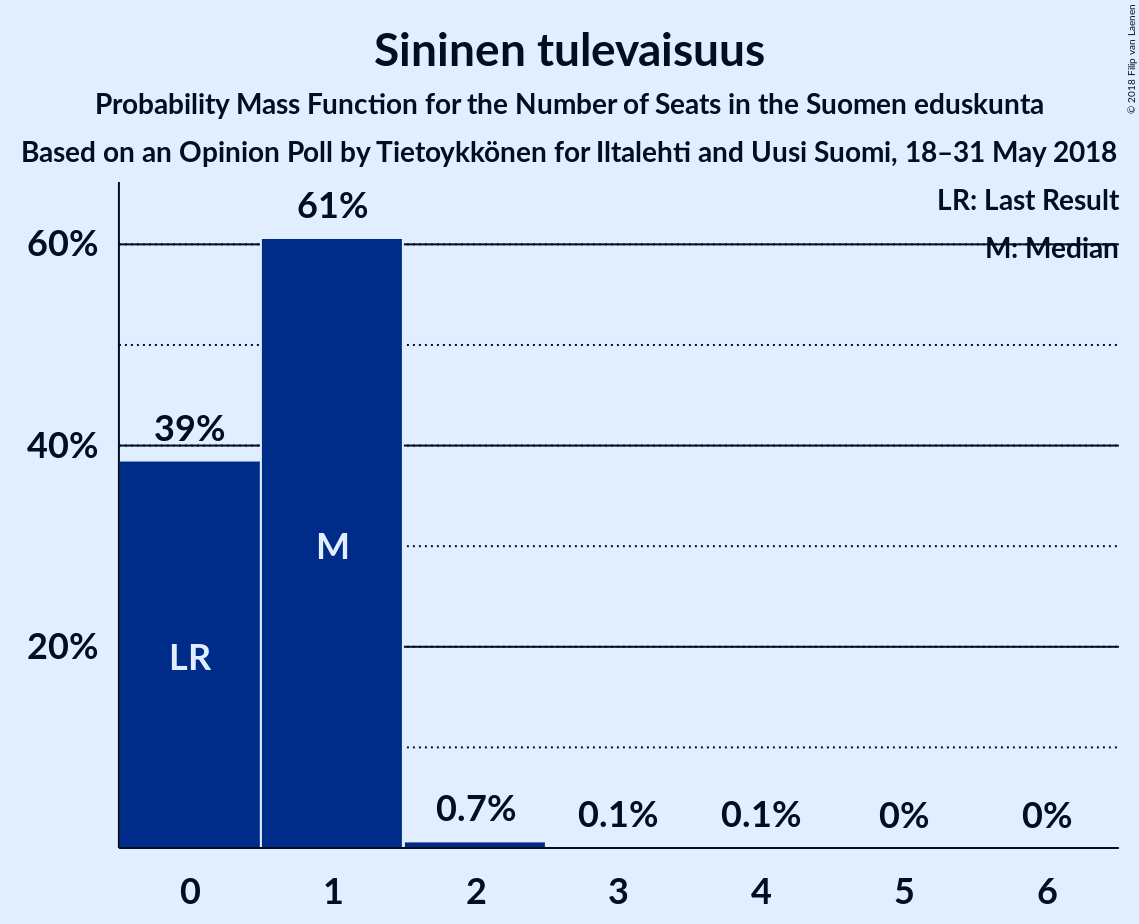 Sininen tulevaisuus
Probability Mass Function for the Number of Seats in the Suomen eduskunta
Based on an Opinion Poll by Tietoykkönen for Iltalehti and Uusi Suomi, 18–31 May 2018
© 2018 Filip van Laenen
LR: Last Result
M: Median
61%
60%
39%
40%
M
20%
LR
0.7%
0.1%
0.1%
0%
0%
0
1
2
3
4
5
6